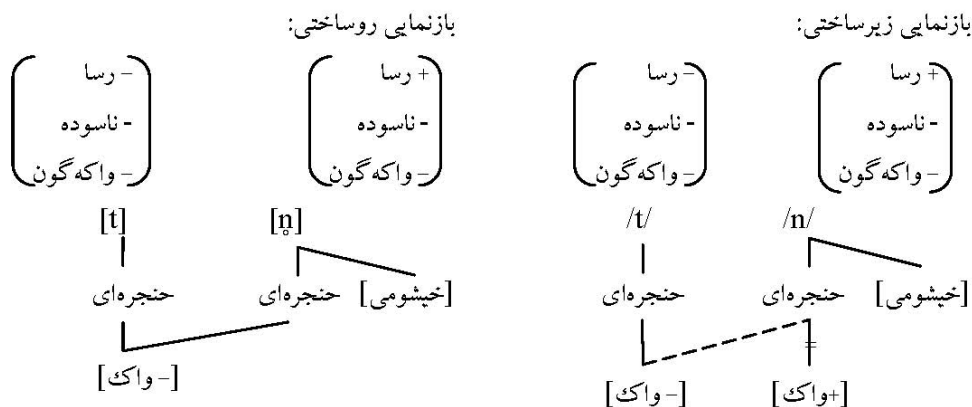 بازنمایی زیرساختی: بازنمایی روساختی:
+ رسا – رسا + رسا – رسا
- ناسوده - ناسوده - ناسوده - ناسوده
– واکه‌گون – واکه‌گون – واکه‌گون – واکه‌گون
[t] [n̥] /t/ /n/
[خیشومی] حنجره‌ای حنجره‌ای [خیشومی] حنجره‌ای حنجره‌ای
[+واک] [– واک] [– واک]